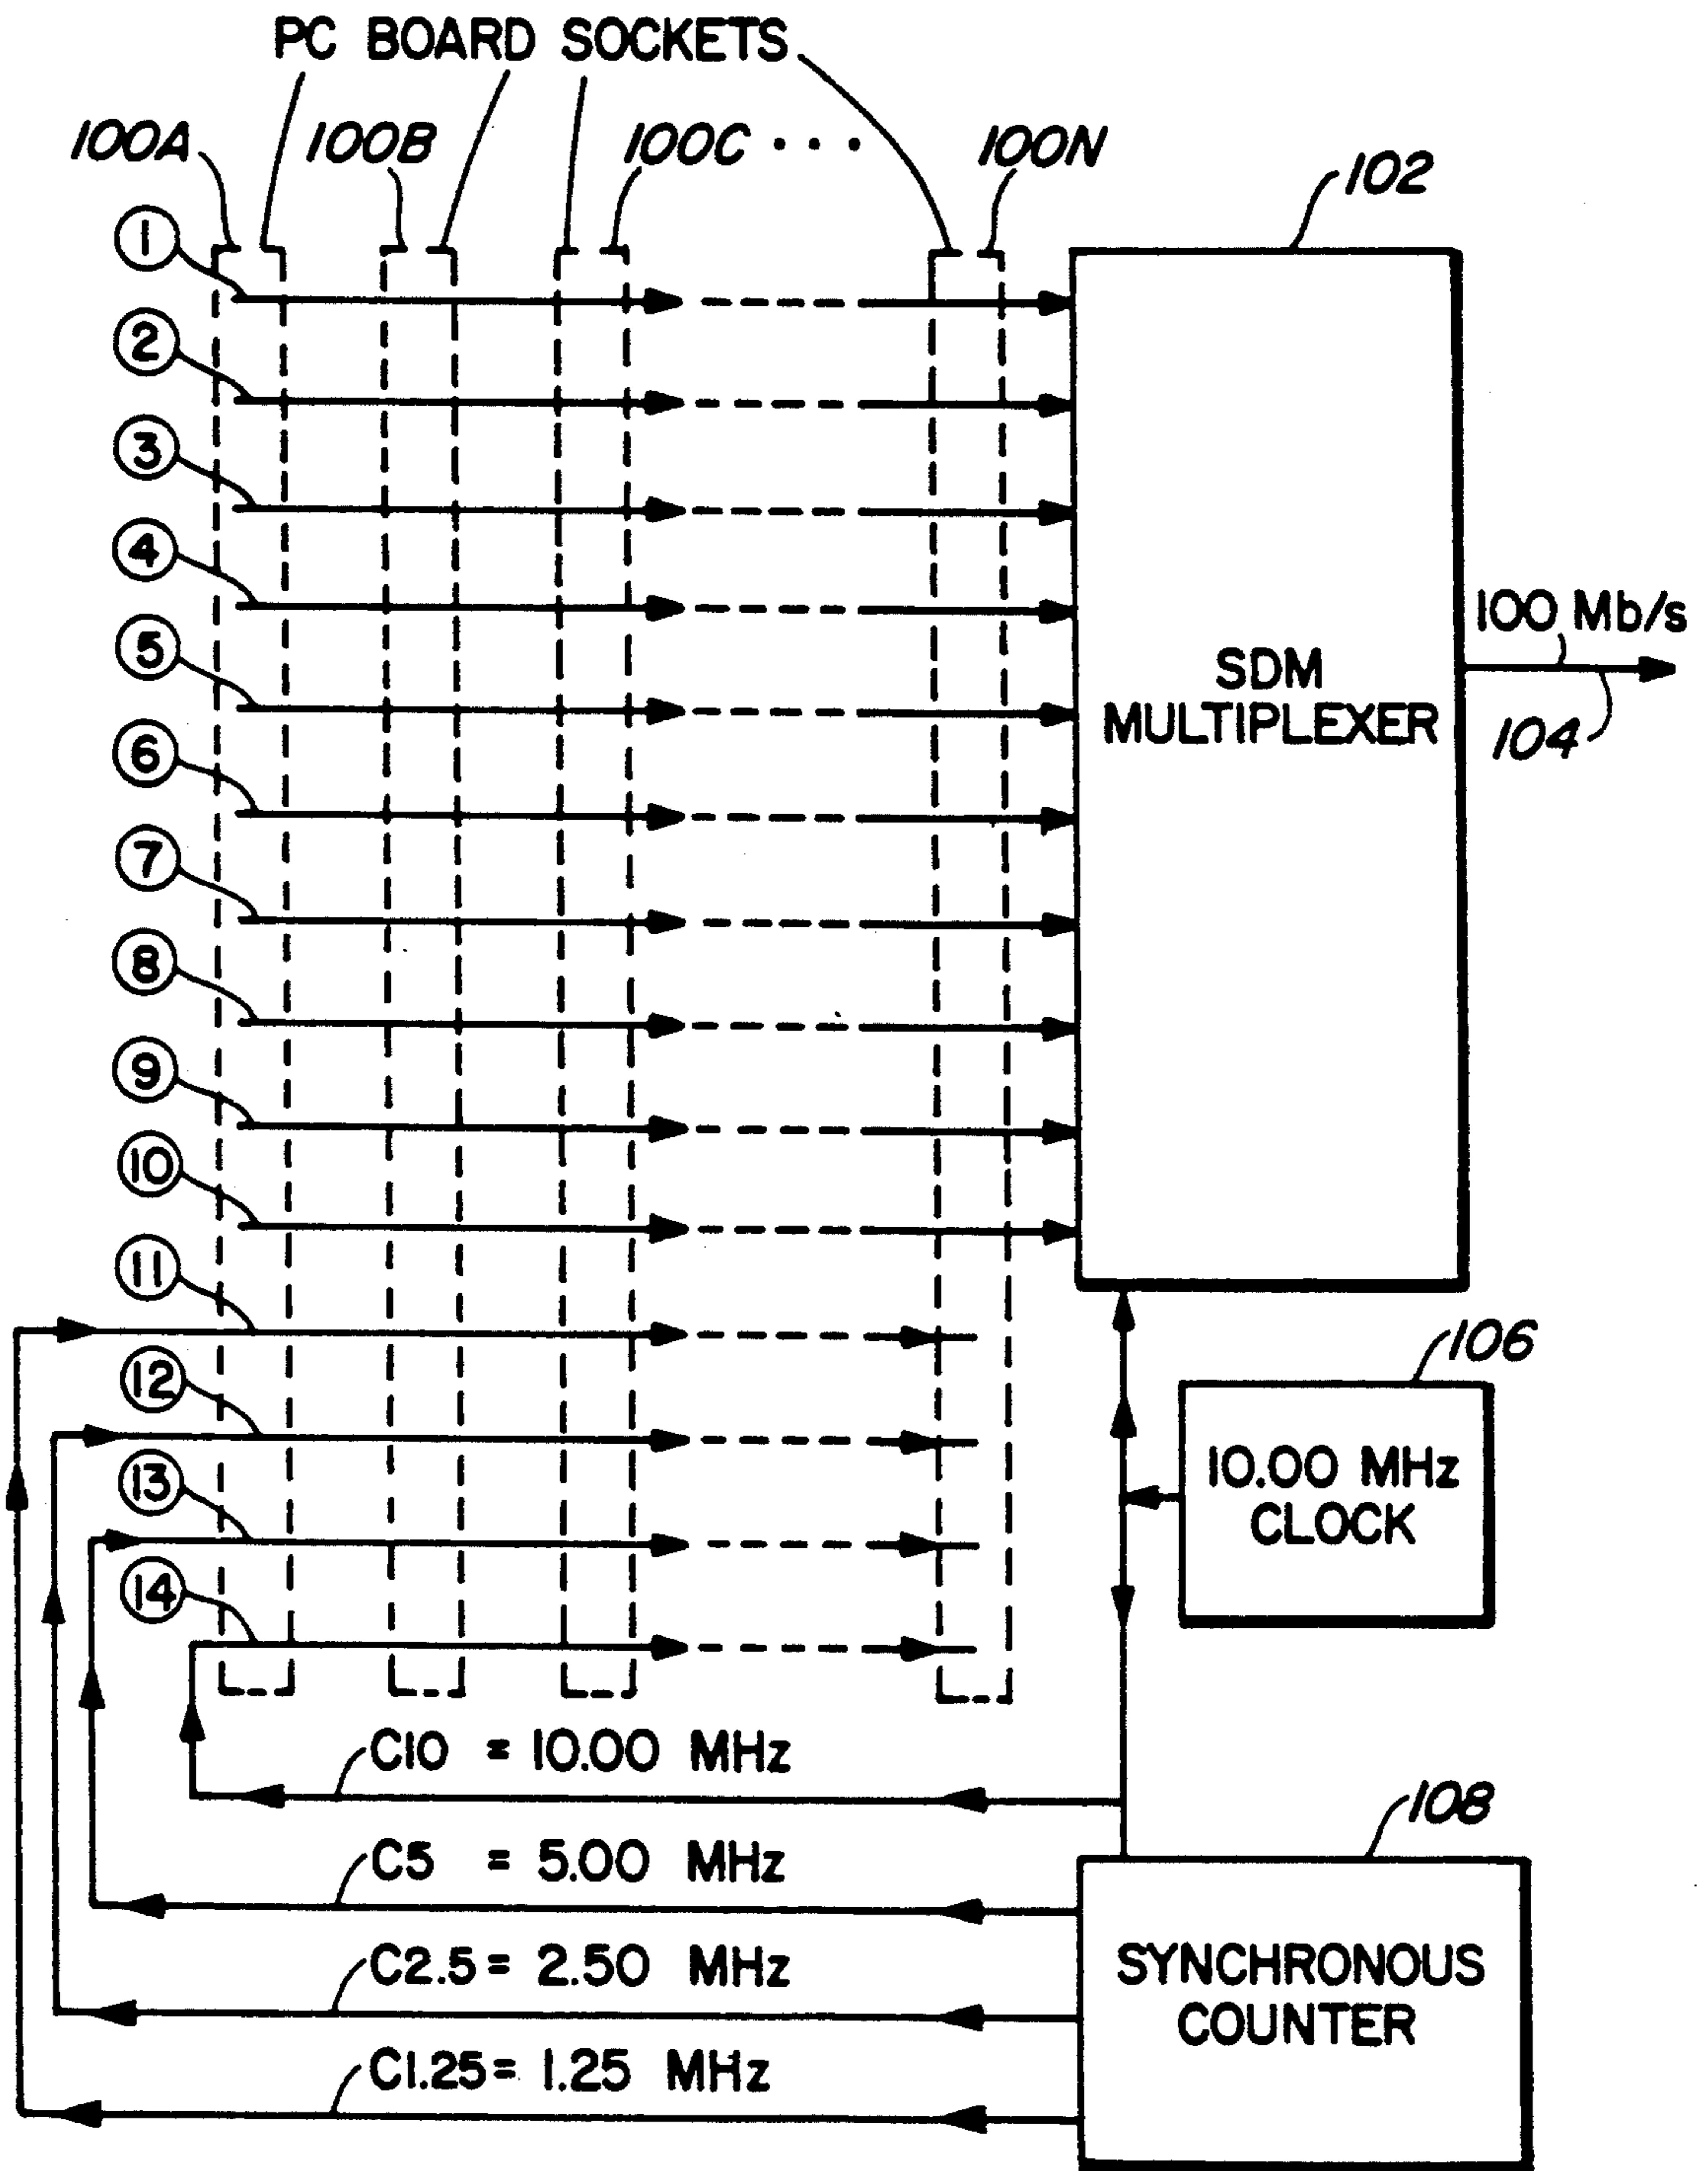 PC BOARD SOCKETS
100A 100B 100C ... 100N
102
1
2
3
4
5
6
7
8
9
10
11
12
13
14
SDM
MULTIPLEXER
100 Mb/s
104
106
10.00 MHz
CLOCK
C10 = 10.00 MHz
C5 = 5.00 MHz
C2.5 = 2.50 MHz
C1.25 = 1.25 MHz
108
SYNCHRONOUS
COUNTER